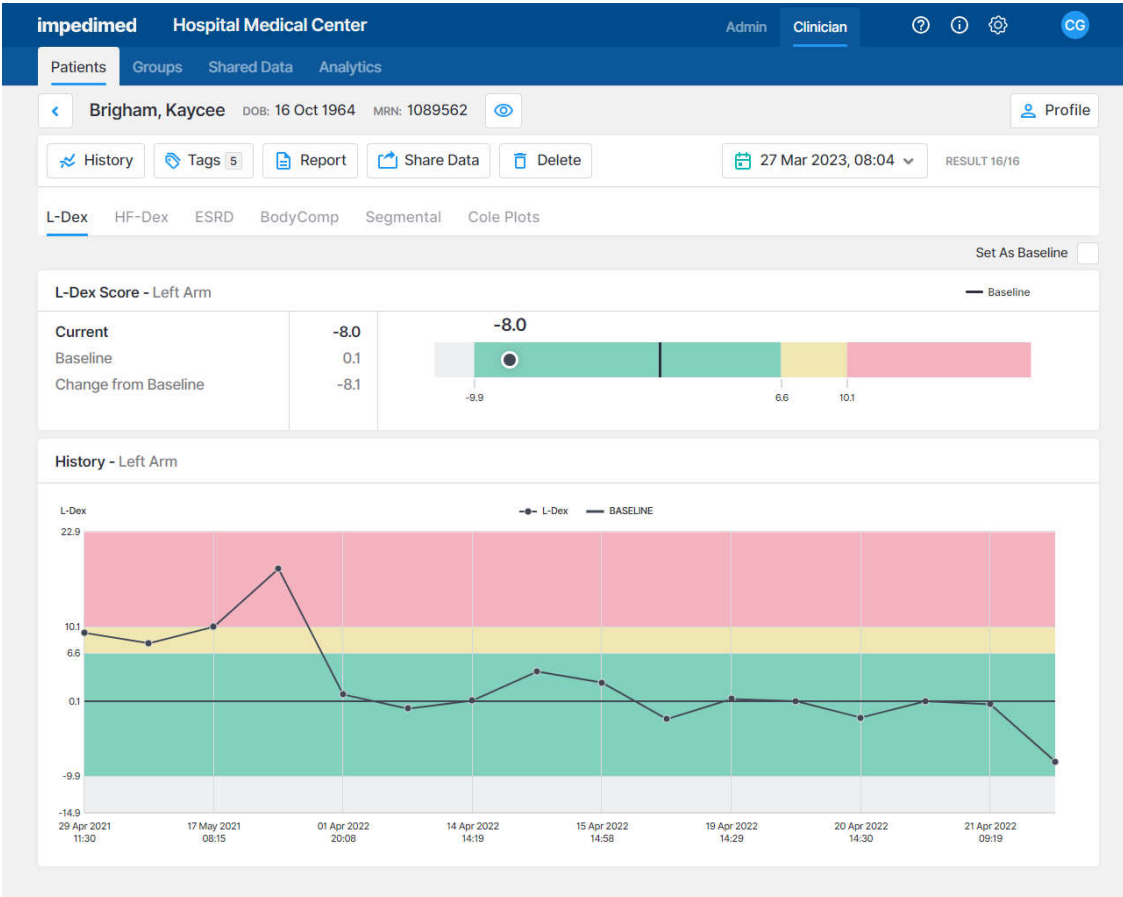 impedimed Hospital Medical Center Admin Clinician CG
Patients Groups Shared Data Analytics
Brigham, Kaycee DOB: 16 Oct 1964 MRN: 1089562 Profile
History Tags 5 Report Share Data Delete 27 Mar 2023, 08:04 RESULT 16/16
L-Dex HF-Dex ESRD BodyComp Segmental Cole Plots
Set As Baseline
L-Dex Score - Left Arm Baseline
Current -8.0 -8.0
Baseline 0.1
Change from Baseline -8.1
-9.9 6.6 10.1
History - Left Arm
L-Dex L-Dex BASELINE
22.9
10.1
6.6
0.1
-9.9
-14.9
29 Apr 2021 17 May 2021 01 Apr 2022 14 Apr 2022 15 Apr 2022 19 Apr 2022 20 Apr 2022 21 Apr 2022
11:30 08:15 20:08 14:19 14:58 14:29 14:30 09:19